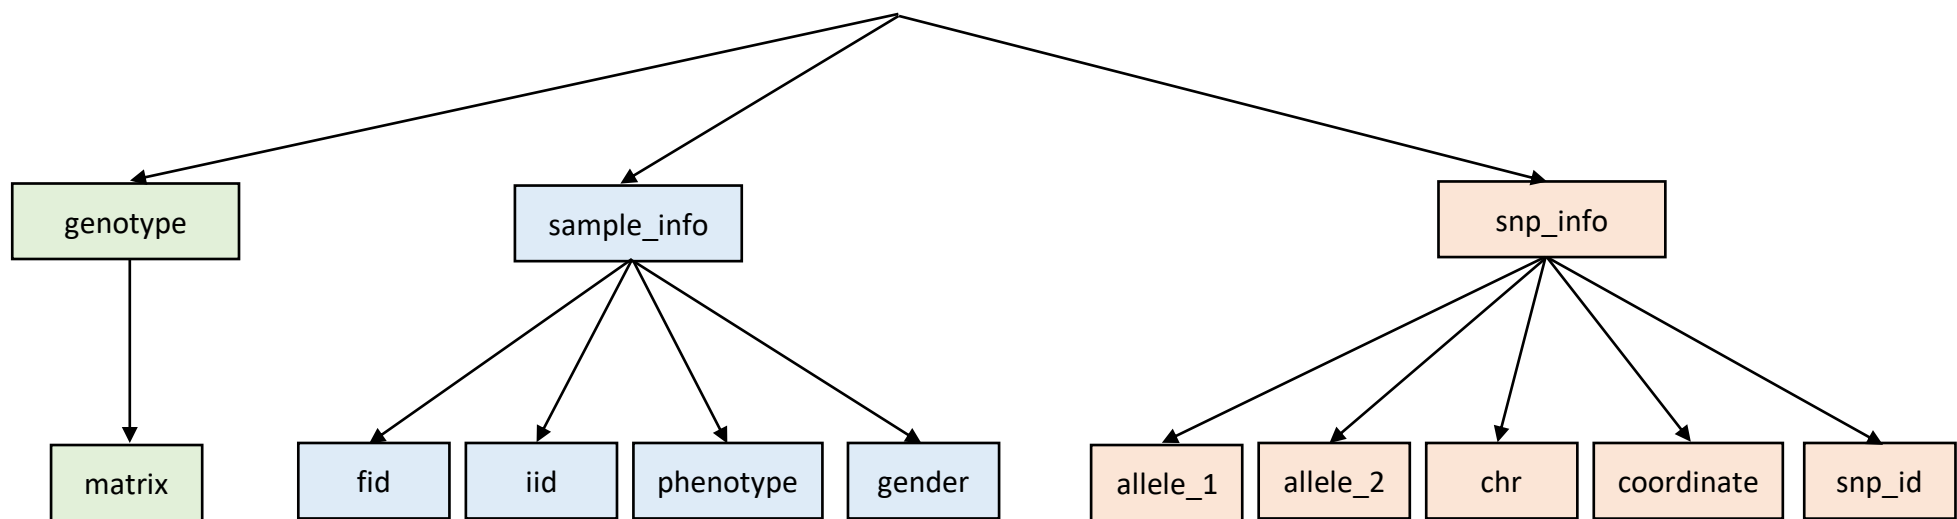 genotype
sample_info
snp_info
matrix
fid
iid
phenotype
gender
allele_1
allele_2
chr
coordinate
snp_id